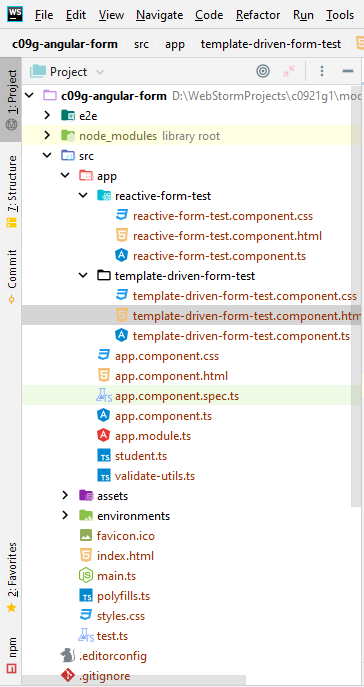 WS File Edit View Navigate Code Refactor Run
c09g-angular-form src app template-driven-form-test
1: Project
7: Structure
Commit
2: Favorites
npm
Project
c09g-angular-form D:\WebStormProjects\c0921g1\mod
e2e
node_modules library root
src
app
reactive-form-test
reactive-form-test.component.css
reactive-form-test.component.html
reactive-form-test.component.ts
template-driven-form-test
template-driven-form-test.component.css
template-driven-form-test.component.htm
template-driven-form-test.component.ts
app.component.css
app.component.html
app.component.spec.ts
app.component.ts
app.module.ts
student.ts
validate-utils.ts
assets
environments
favicon.ico
index.html
main.ts
polyfills.ts
styles.css
test.ts
.editorconfig
.gitignore